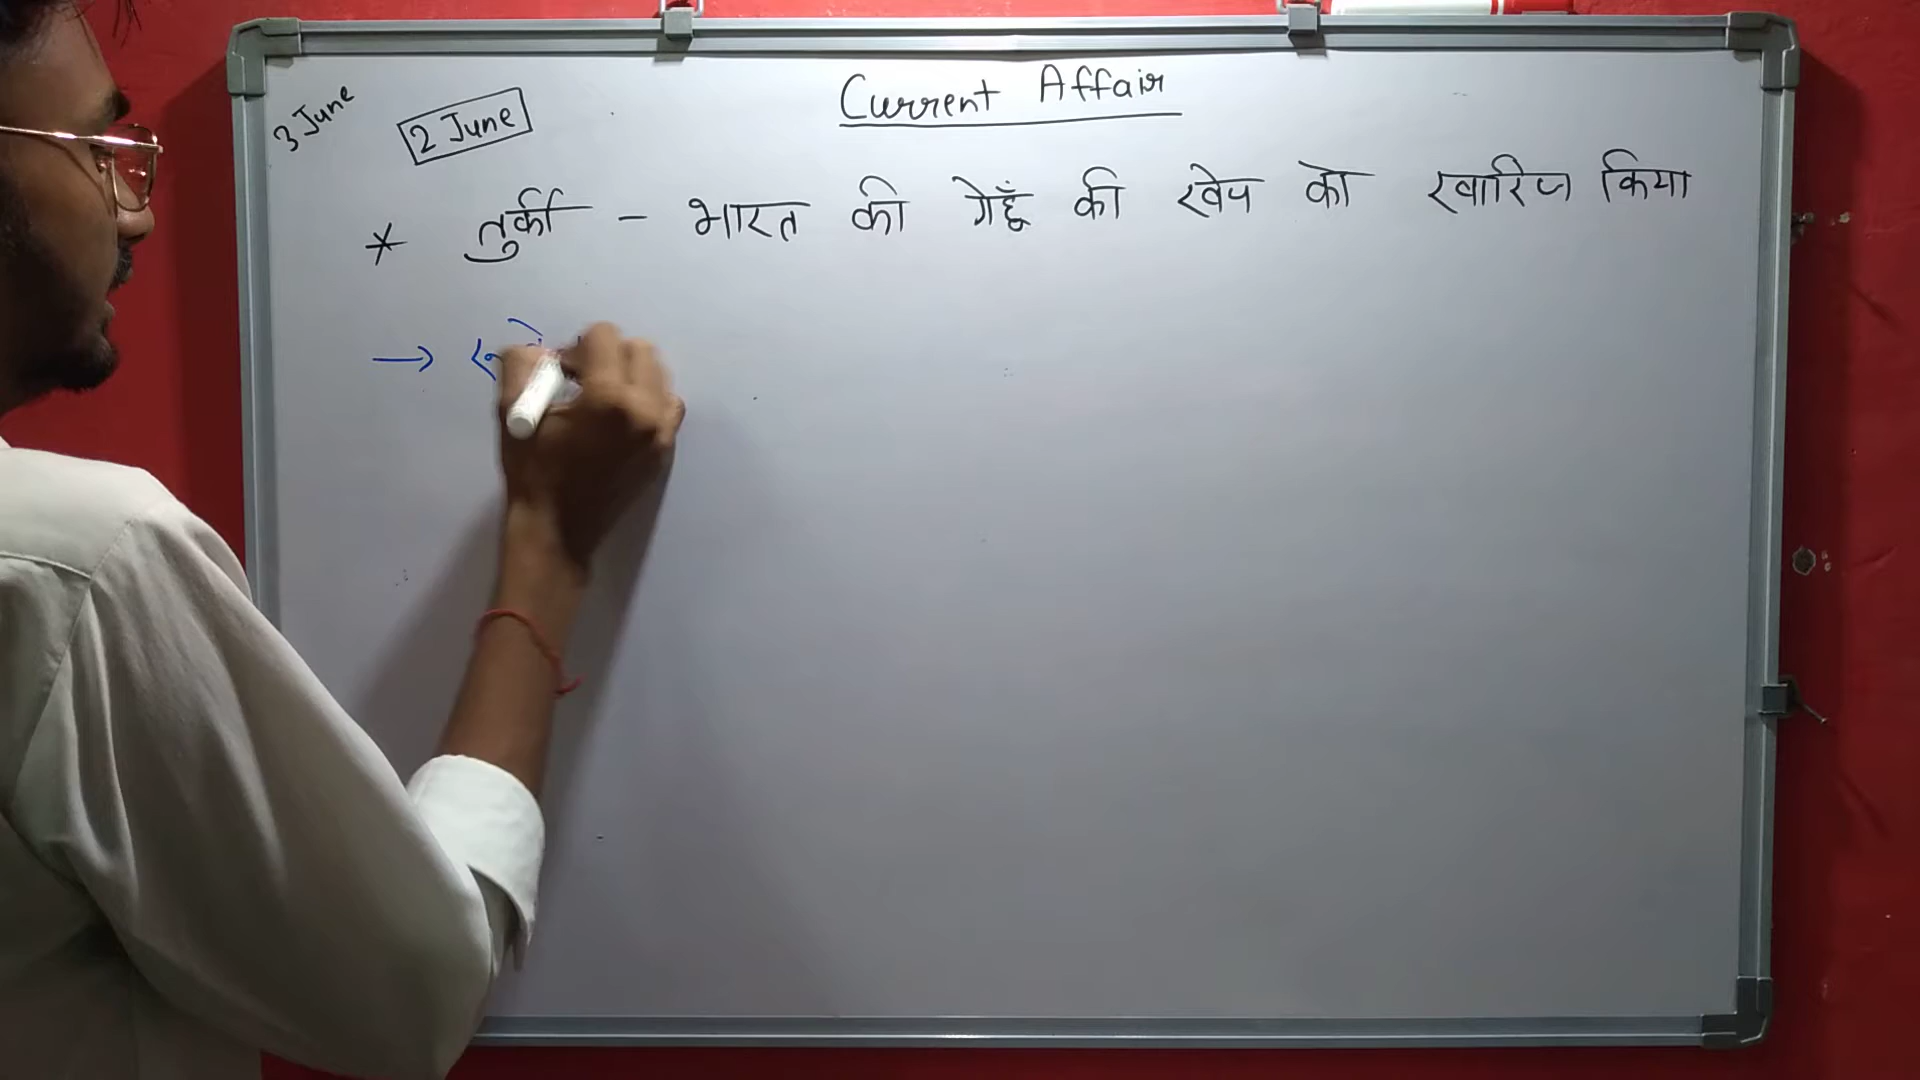 Current Affair
3 June
2 June
* तुर्की - भारत की गेहूँ की खेप को खारिज किया
→